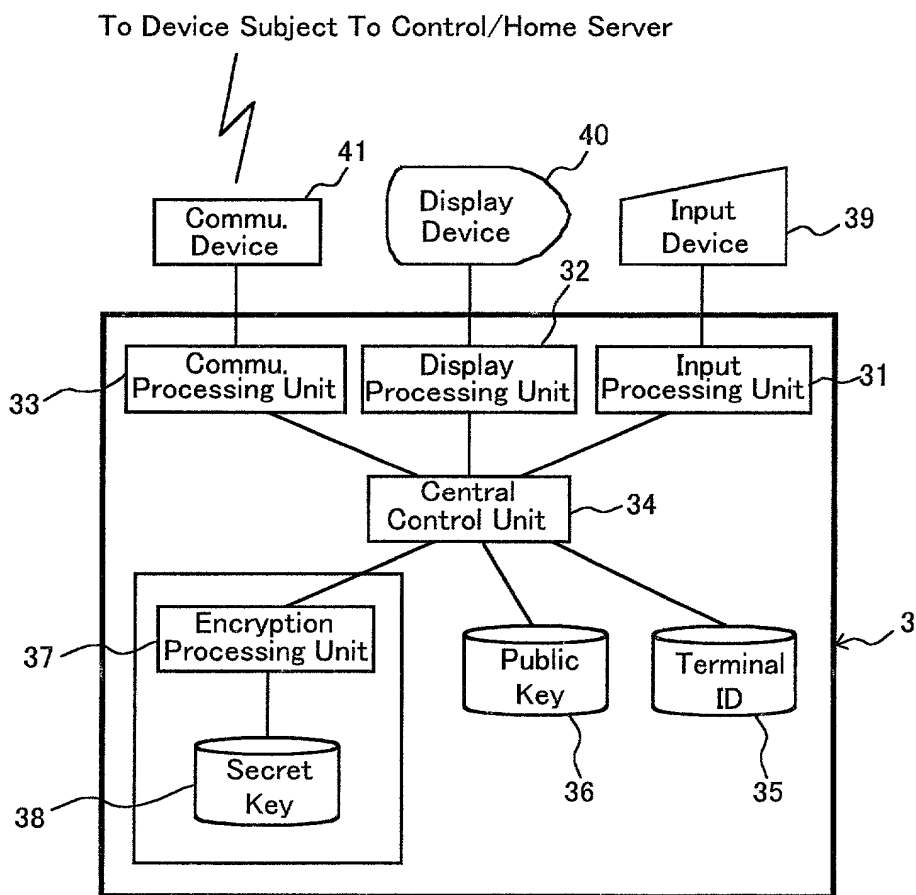 To Device Subject To Control/Home Server
41
40
Commu.
Device
Display
Device
Input
Device
39
32
Commu.
Processing Unit
33
Display
Processing Unit
Input
Processing Unit
31
Central
Control Unit
34
Encryption
Processing Unit
37
Public
Key
Terminal
ID
3
Secret
Key
38
36
35